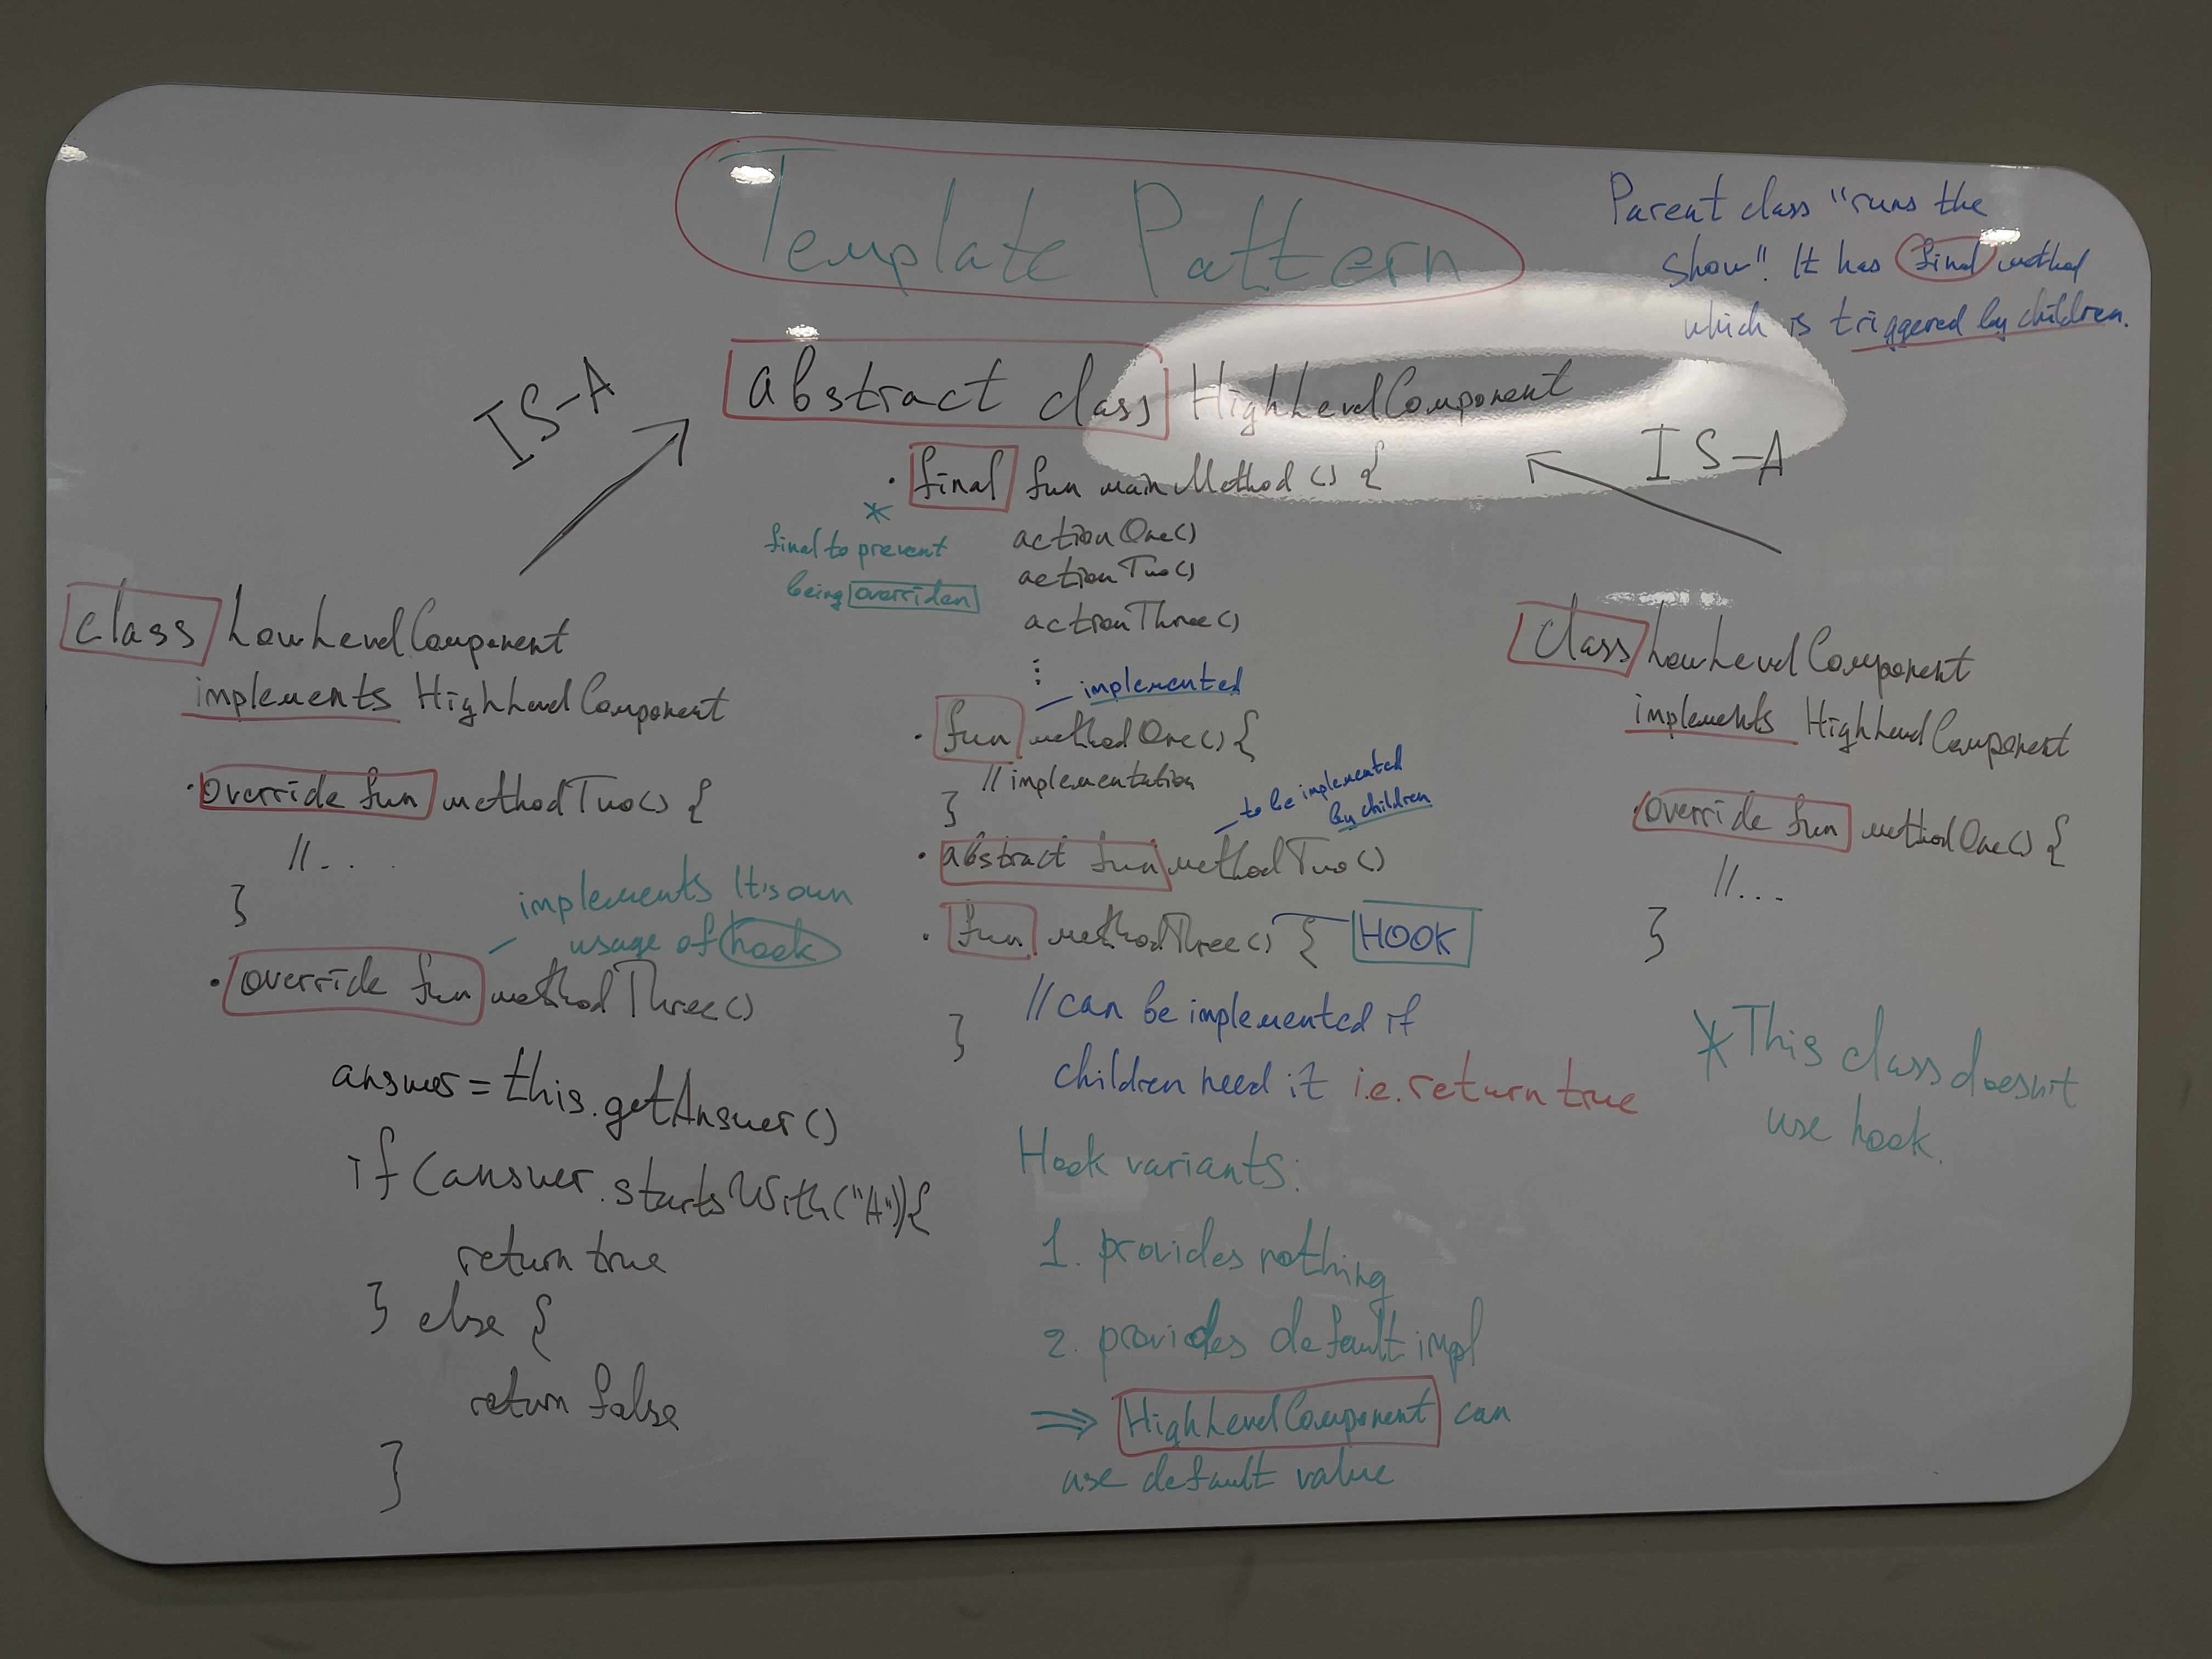 Template Pattern
Parent class "runs the
show". It has final method
which is triggered by children.
IS-A
abstract class HighLevelComponent
IS-A
• final fun mainMethod() {
*
final to prevent
being overriden
actionOne()
actionTwo()
actionThree()
⋮
implemented
• fun methodOne() {
// implementation
}
to be implemented
by children
• abstract fun methodTwo()
• fun methodThree() { HOOK
// can be implemented if
children need it i.e. return true
}
Hook variants:
1. provides nothing
2. provides default impl
⇒ HighLevelComponent can
use default value
class LowLevelComponent
implements HighLevelComponent
• override fun methodTwo() {
//...
}
implements It's own
usage of hook
• override fun methodThree()
answer = this.getAnswer()
if (answer.startsWith("A")){
return true
} else {
return false
}
class LowLevelComponent
implements HighLevelComponent
• override fun methodOne() {
//...
}
* This class doesn't
use hook.